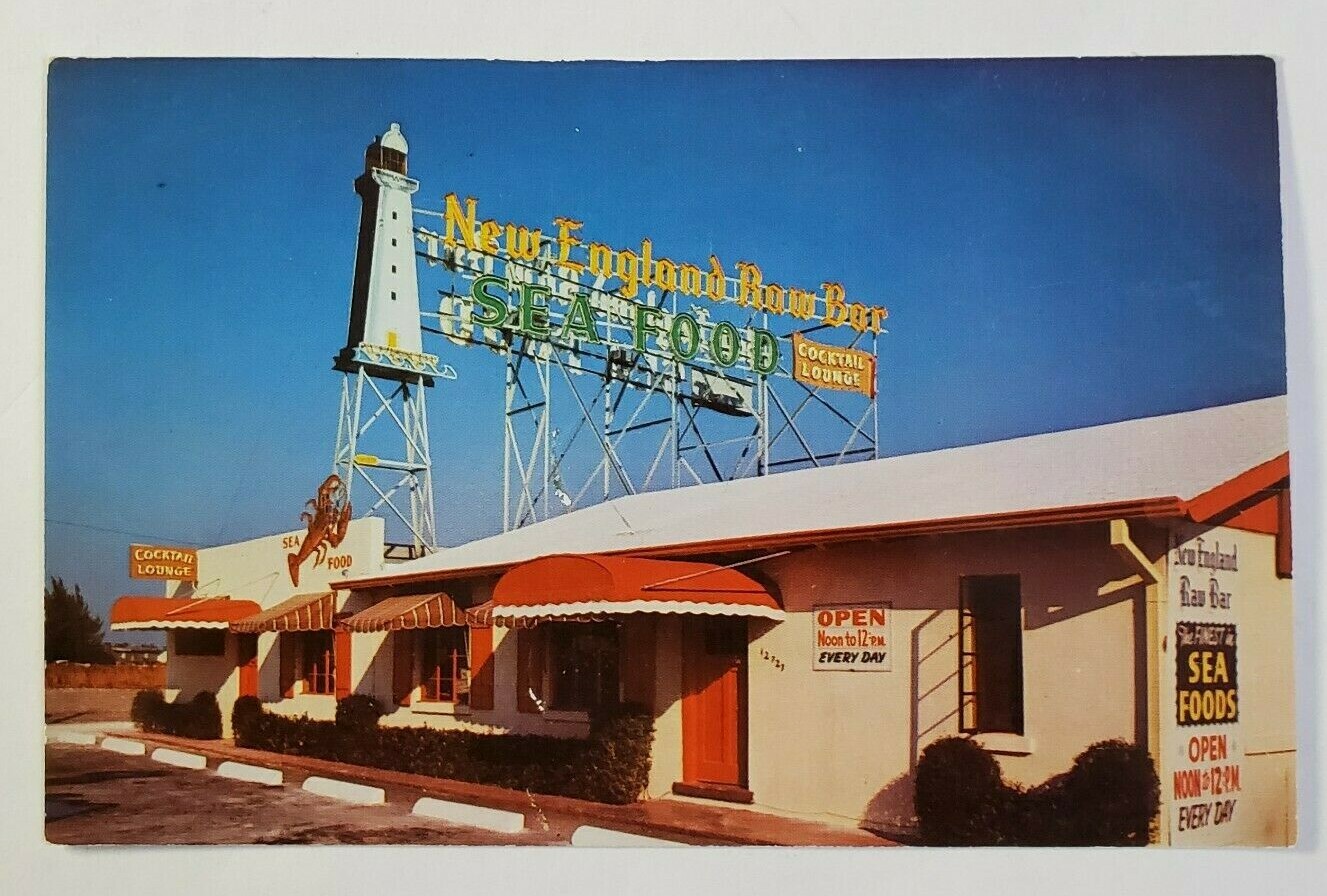 New England Raw Bar
SEA FOOD
COCKTAIL
LOUNGE
SEA
FOOD
COCKTAIL
LOUNGE
OPEN
Noon to 12 P.M.
EVERY DAY
New England
Raw Bar
FINEST
SEA
FOODS
OPEN
NOON to 12 P.M.
EVERY DAY